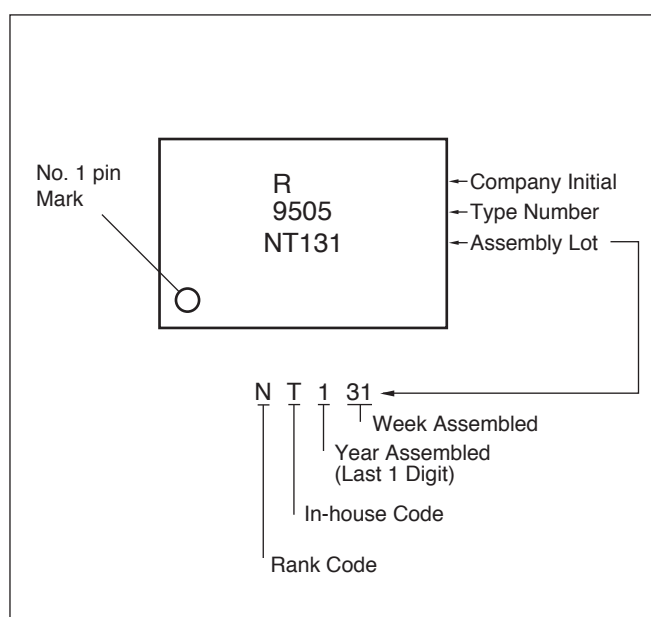 No. 1 pin
Mark
R
9505
NT131
Company Initial
Type Number
Assembly Lot
N T 1 31
Week Assembled
Year Assembled
(Last 1 Digit)
In-house Code
Rank Code